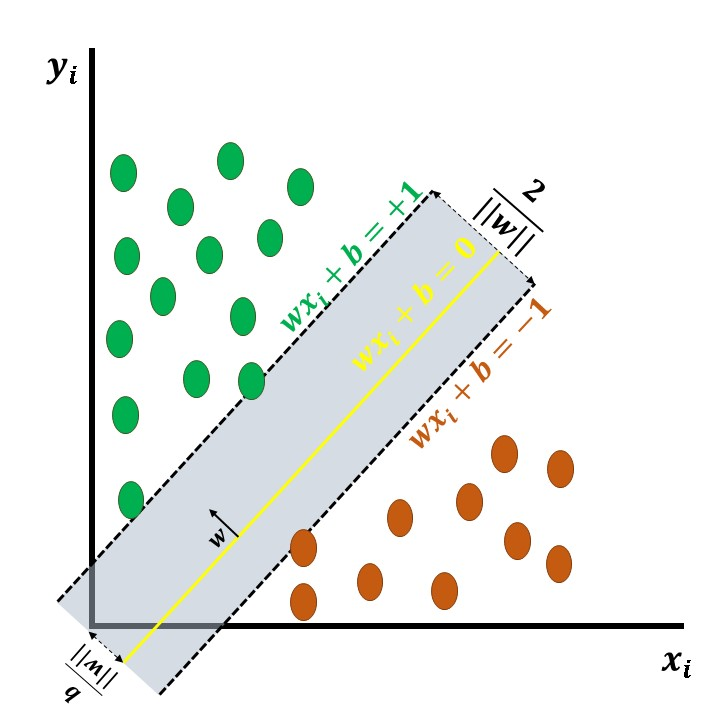 yᵢ
wxᵢ + b = +1
2
||w||
wxᵢ + b = 0
wxᵢ + b = −1
w
b
||w||
xᵢ